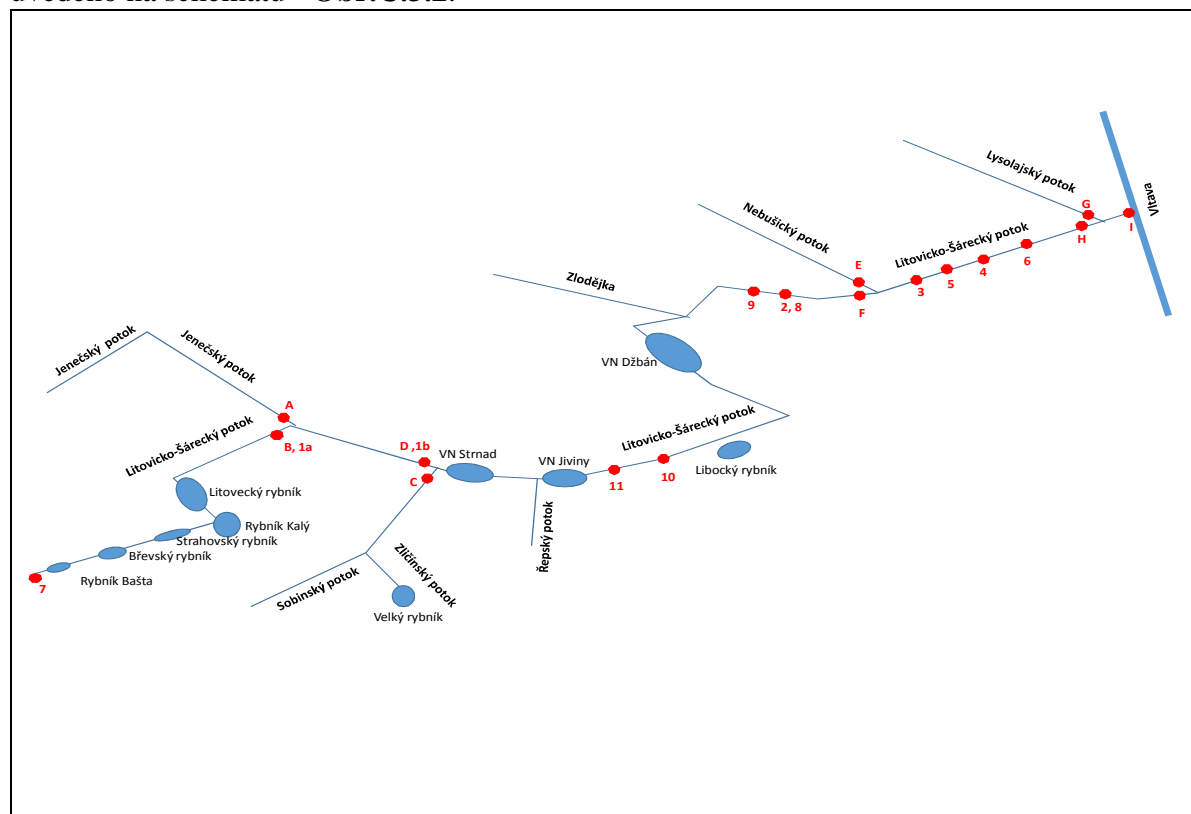 Lysolajský potok
Vltava
G
I
H
Nebušický potok
Litovicko-Šárecký potok
E
6
4
5
3
F
Zlodějka
9
2, 8
VN Džbán
Jenečský potok
Jenečský potok
A
Litovicko-Šárecký potok
B, 1a
D ,1b
VN Strnad
VN Jiviny
Litovicko-Šárecký potok
Libocký rybník
C
11
10
Litovecký rybník
Rybník Kalý
Strahovský rybník
Břevský rybník
Rybník Bašta
7
Řepský potok
Sobinský potok
Zličínský potok
Velký rybník